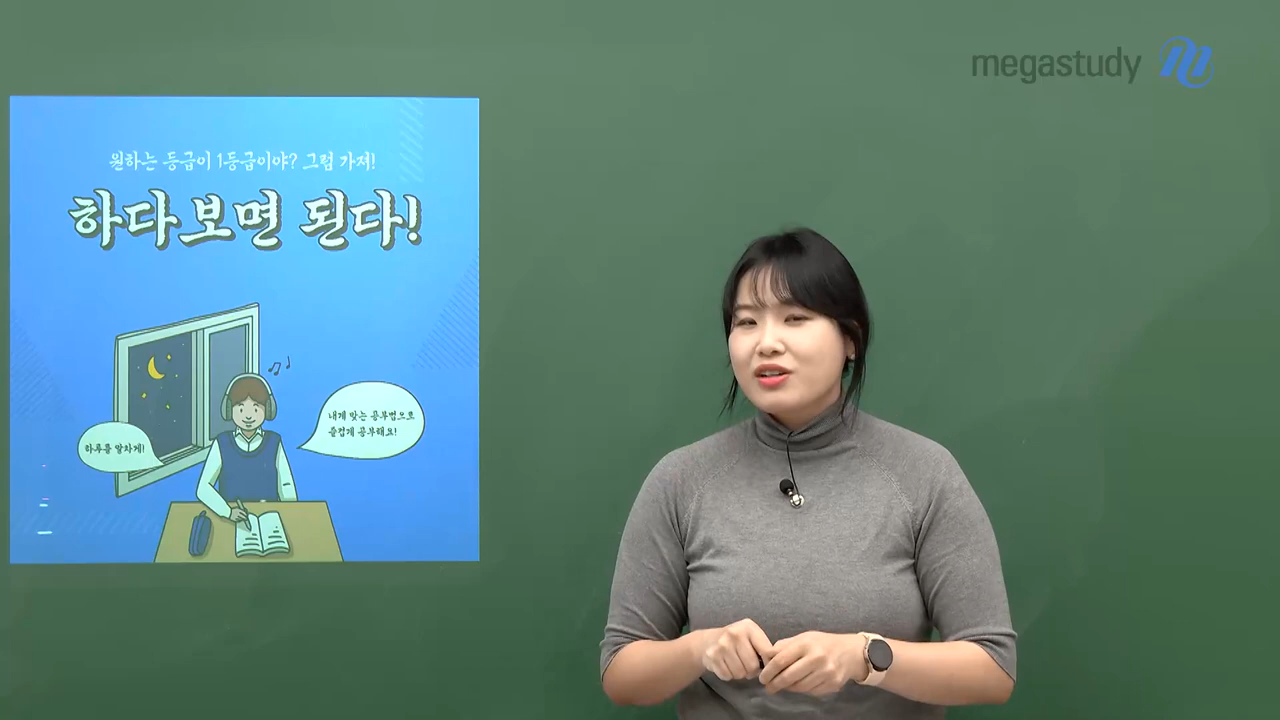 megastudy
원하는 등급이 1등급이야? 그럼 가져!
하다보면 된다!
내게 맞는 공부법으로
즐겁게 공부해요!
하루를 알차게!